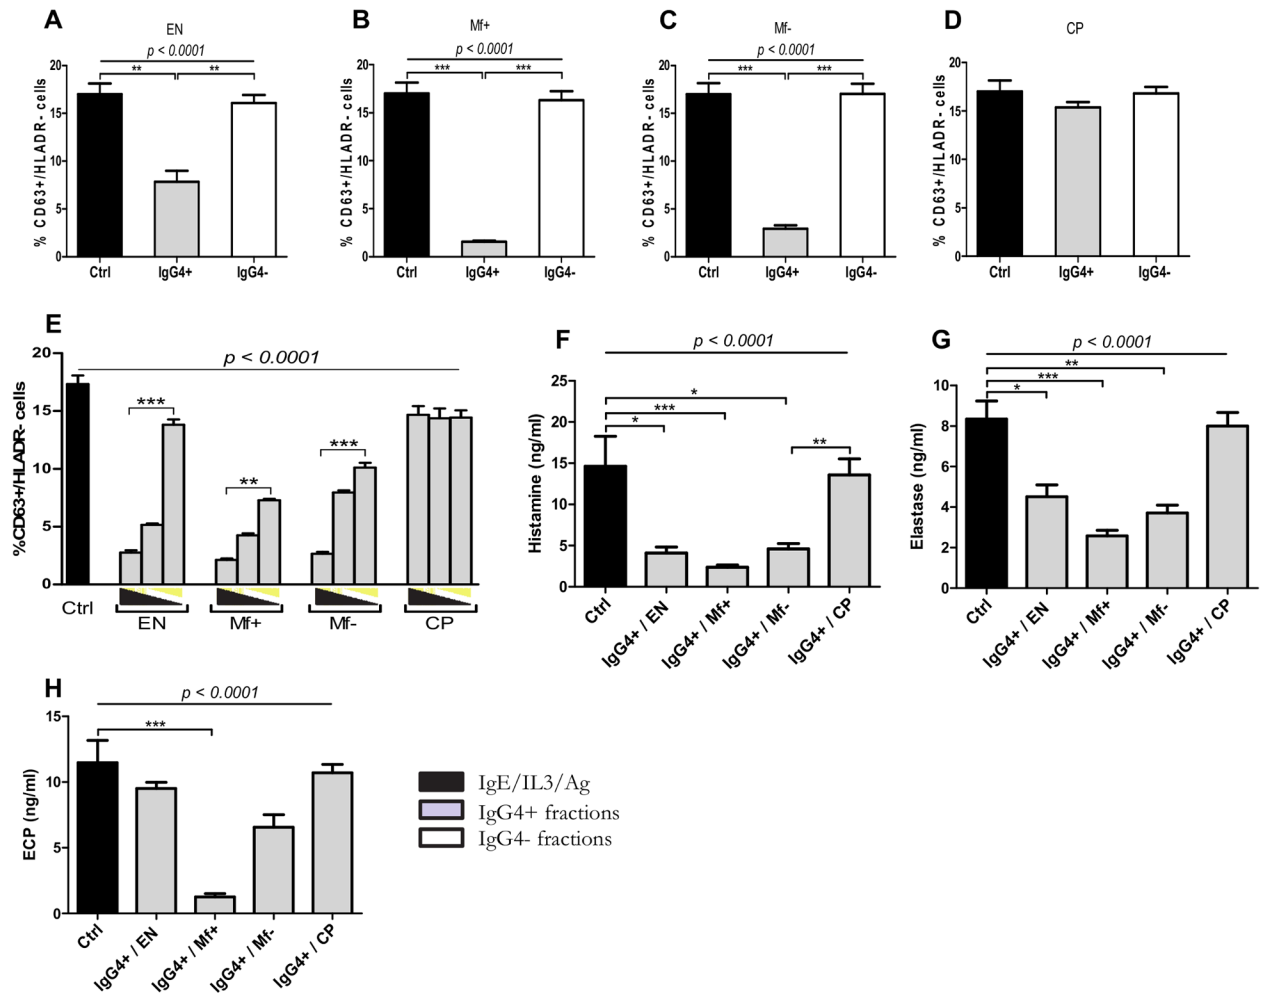 A
EN
p < 0.0001
** **
20
15
10
5
0
% CD63+/HLADR- cells
Ctrl IgG4+ IgG4-
B
Mf+
p < 0.0001
*** ***
20
15
10
5
0
% CD63+/HLADR- cells
Ctrl IgG4+ IgG4-
C
Mf-
p < 0.0001
*** ***
20
15
10
5
0
% CD63+/HLADR- cells
Ctrl IgG4+ IgG4-
D
CP
20
15
10
5
0
% CD63+/HLADR- cells
Ctrl IgG4+ IgG4-
E
p < 0.0001
*** ** ***
20
15
10
5
0
%CD63+/HLADR- cells
Ctrl EN Mf+ Mf- CP
F
p < 0.0001
*
***
*
**
25
20
15
10
5
0
Histamine (ng/ml)
Ctrl
IgG4+ / EN
IgG4+ / Mf+
IgG4+ / Mf-
IgG4+ / CP
G
p < 0.0001
**
***
*
10
8
6
4
2
0
Elastase (ng/ml)
Ctrl
IgG4+ / EN
IgG4+ / Mf+
IgG4+ / Mf-
IgG4+ / CP
H
p < 0.0001
***
15
10
5
0
ECP (ng/ml)
Ctrl
IgG4+ / EN
IgG4+ / Mf+
IgG4+ / Mf-
IgG4+ / CP
IgE/IL3/Ag
IgG4+ fractions
IgG4- fractions